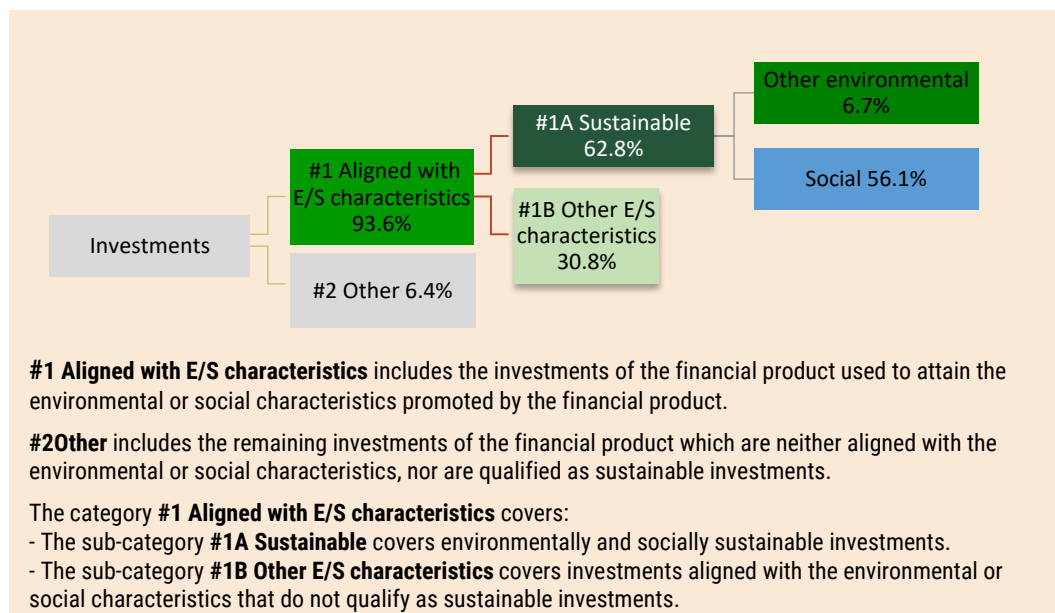 Investments
#1 Aligned with
E/S characteristics
93.6%
#2 Other 6.4%
#1A Sustainable
62.8%
#1B Other E/S
characteristics
30.8%
Other environmental
6.7%
Social 56.1%
#1 Aligned with E/S characteristics includes the investments of the financial product used to attain the
environmental or social characteristics promoted by the financial product.
#2Other includes the remaining investments of the financial product which are neither aligned with the
environmental or social characteristics, nor are qualified as sustainable investments.
The category #1 Aligned with E/S characteristics covers:
- The sub-category #1A Sustainable covers environmentally and socially sustainable investments.
- The sub-category #1B Other E/S characteristics covers investments aligned with the environmental or
social characteristics that do not qualify as sustainable investments.